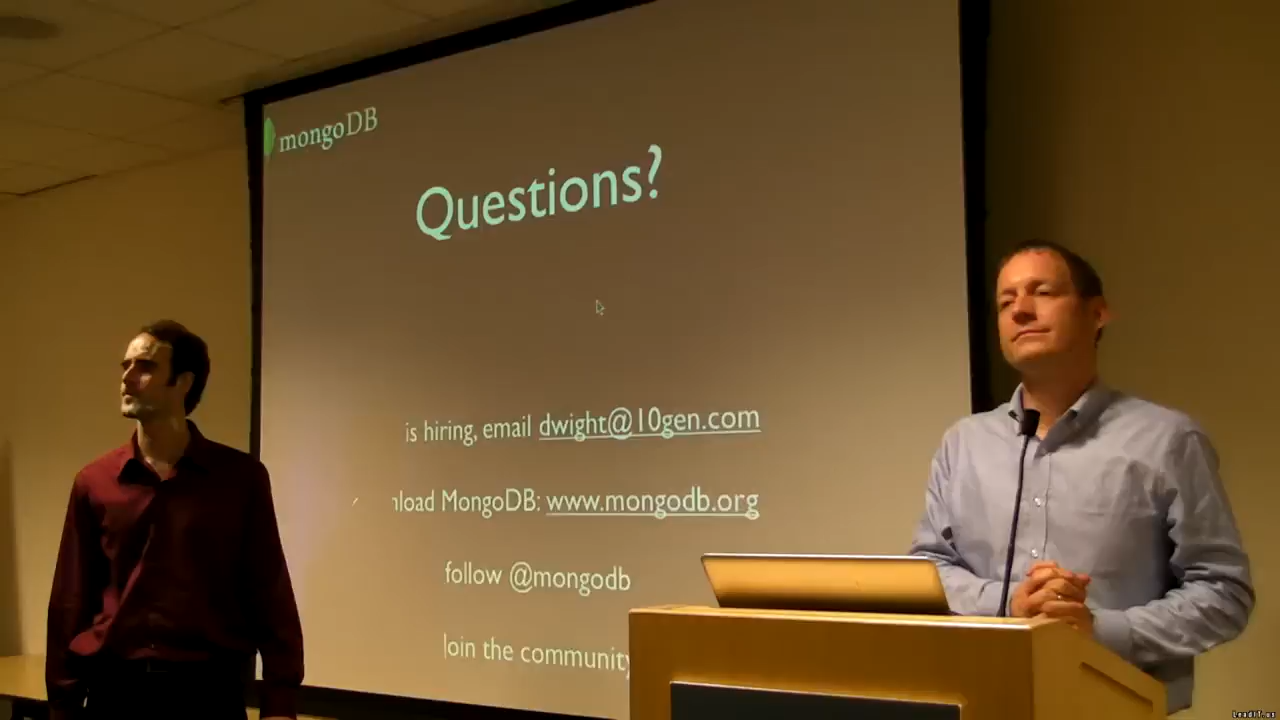 mongoDB
Questions?
is hiring, email dwight@10gen.com
nload MongoDB: www.mongodb.org
follow @mongodb
Join the community